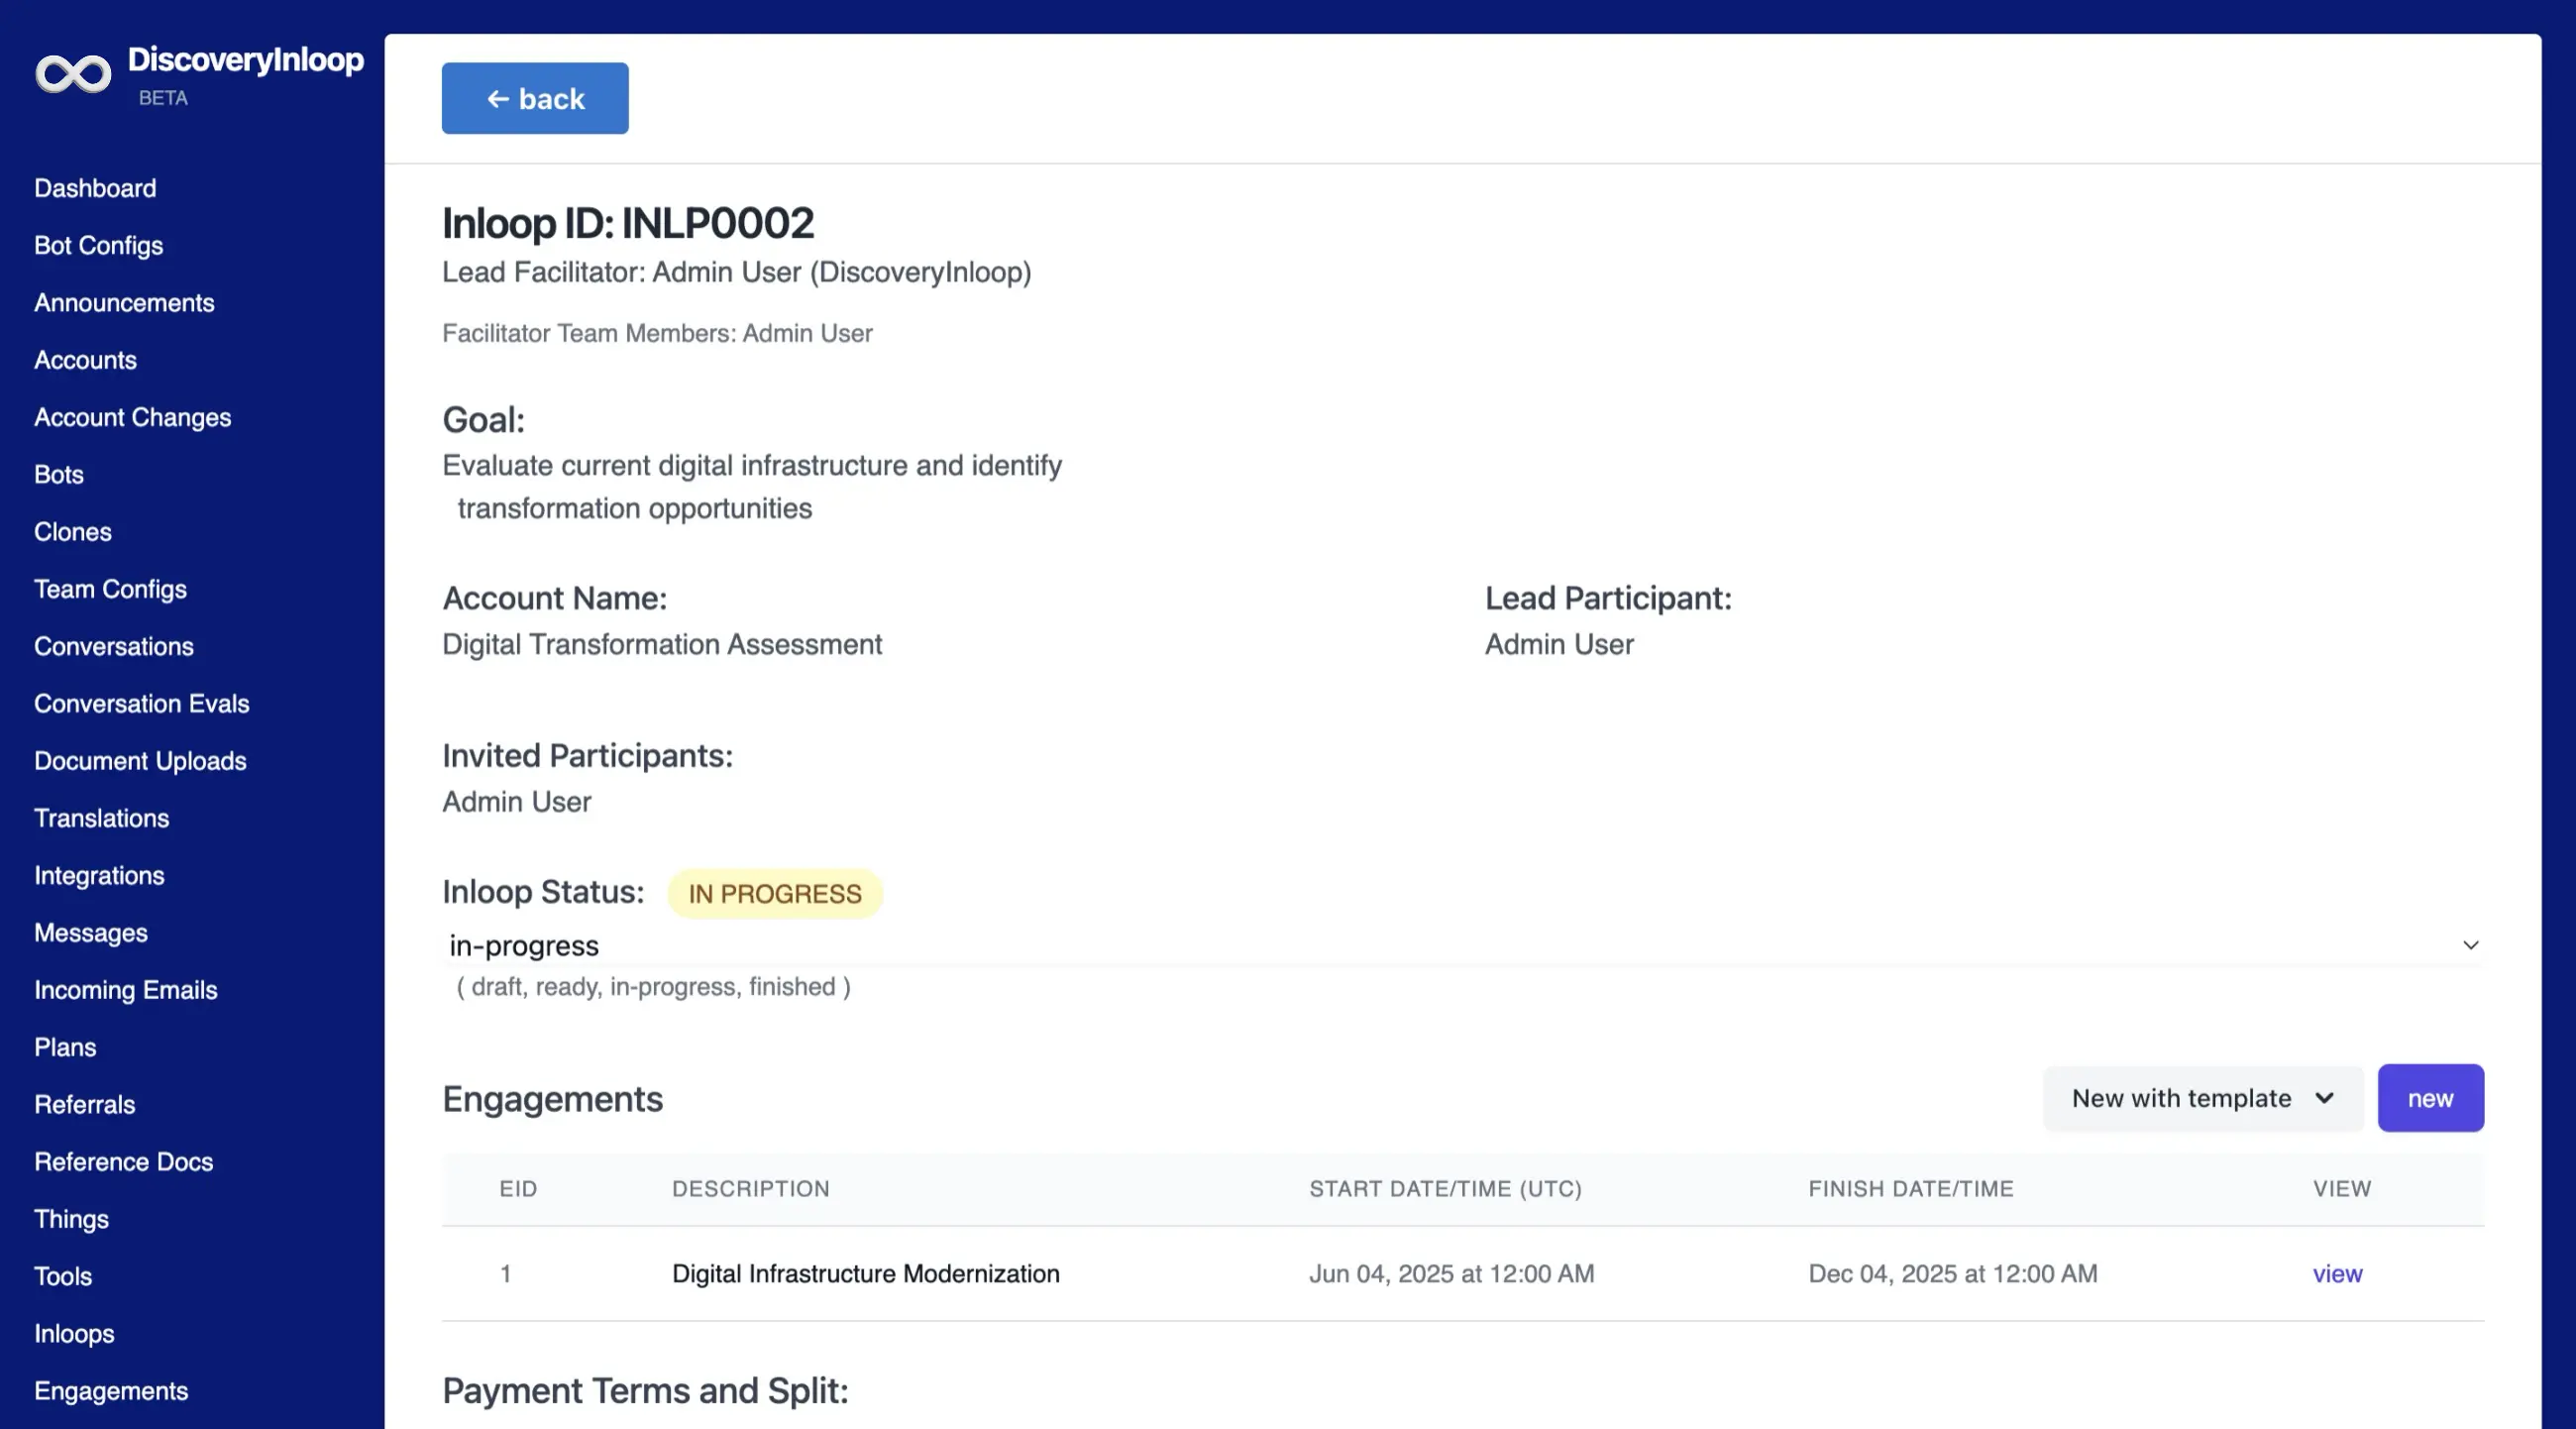 DiscoveryInloop
BETA
Dashboard
Bot Configs
Announcements
Accounts
Account Changes
Bots
Clones
Team Configs
Conversations
Conversation Evals
Document Uploads
Translations
Integrations
Messages
Incoming Emails
Plans
Referrals
Reference Docs
Things
Tools
Inloops
Engagements
← back
Inloop ID: INLP0002
Lead Facilitator: Admin User (DiscoveryInloop)
Facilitator Team Members: Admin User
Goal:
Evaluate current digital infrastructure and identify
transformation opportunities
Account Name:
Digital Transformation Assessment
Lead Participant:
Admin User
Invited Participants:
Admin User
Inloop Status: IN PROGRESS
in-progress
( draft, ready, in-progress, finished )
Engagements
New with template
new
EID DESCRIPTION START DATE/TIME (UTC) FINISH DATE/TIME VIEW
1 Digital Infrastructure Modernization Jun 04, 2025 at 12:00 AM Dec 04, 2025 at 12:00 AM view
Payment Terms and Split: